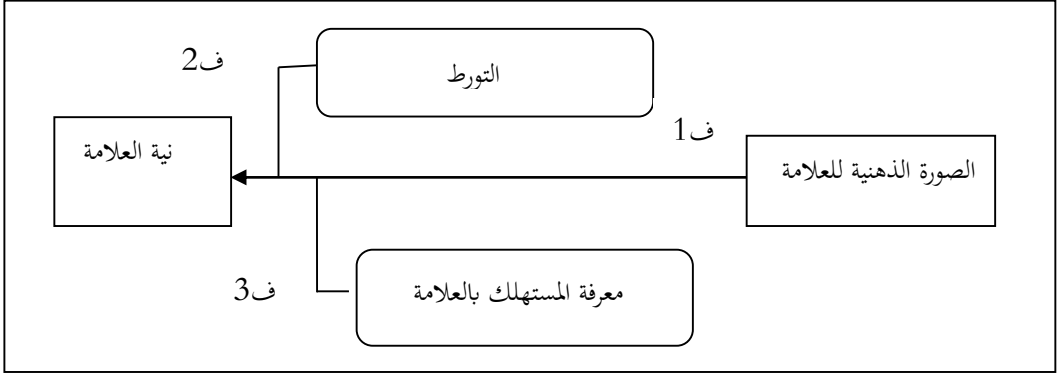 ف2
التورط
ف1
الصورة الذهنية للعلامة
نية العلامة
ف3
معرفة المستهلك بالعلامة